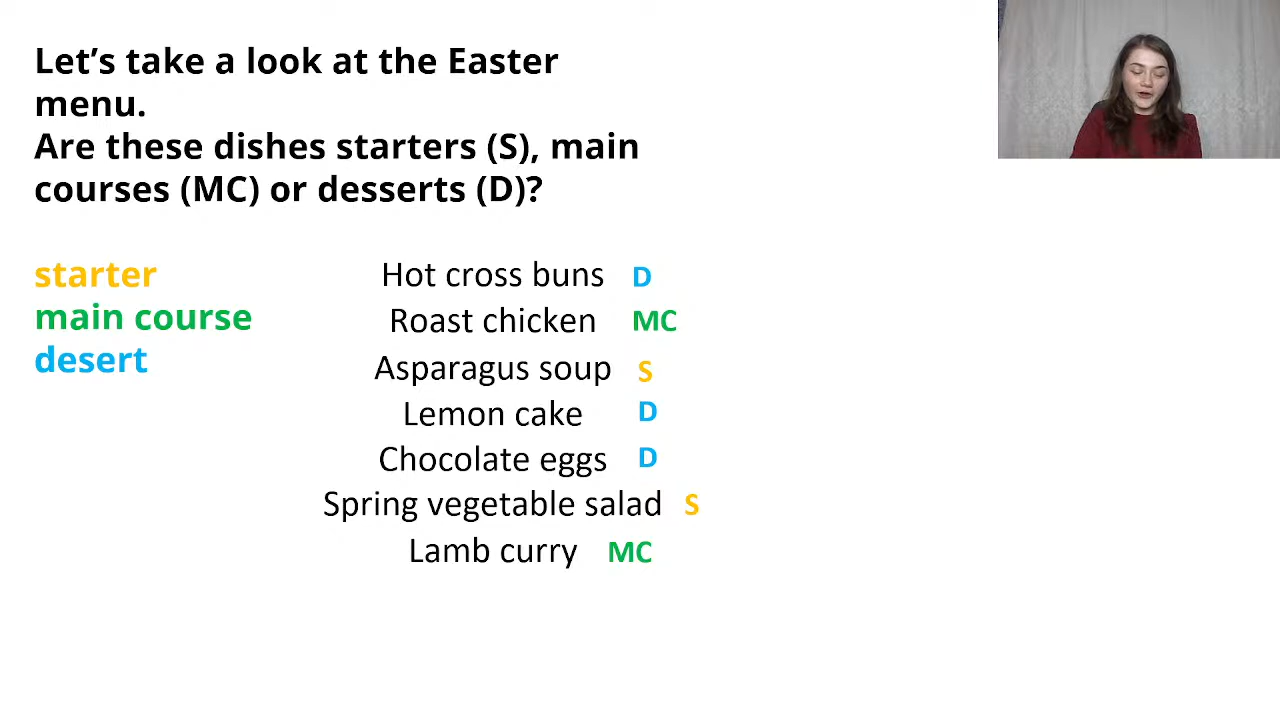 Let’s take a look at the Easter
menu.
Are these dishes starters (S), main
courses (MC) or desserts (D)?
starter
main course
desert
Hot cross buns D
Roast chicken MC
Asparagus soup S
Lemon cake D
Chocolate eggs D
Spring vegetable salad S
Lamb curry MC